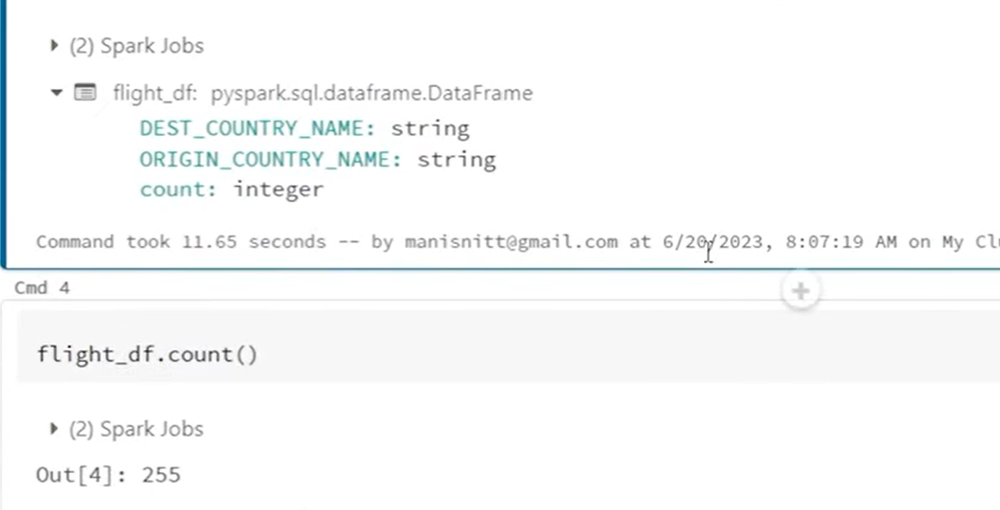 (2) Spark Jobs
flight_df: pyspark.sql.dataframe.DataFrame
DEST_COUNTRY_NAME: string
ORIGIN_COUNTRY_NAME: string
count: integer
Command took 11.65 seconds -- by manisnitt@gmail.com at 6/20/2023, 8:07:19 AM on My Cl
Cmd 4
flight_df.count()
(2) Spark Jobs
Out[4]: 255